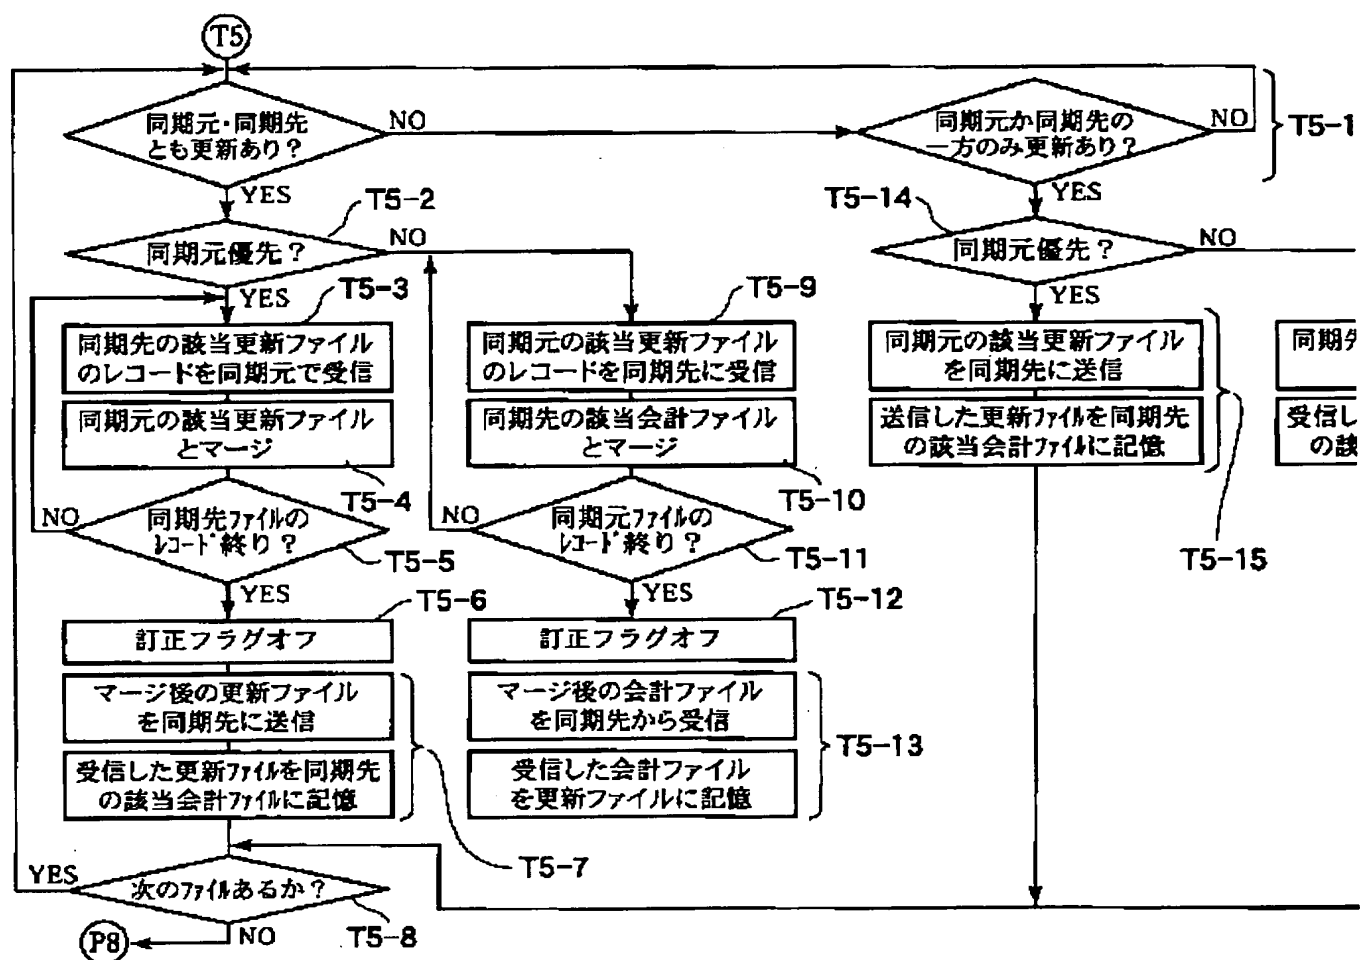 T5
同期元・同期先
とも更新あり？
NO
YES
同期元か同期先の
一方のみ更新あり？
NO
YES
T5-1
T5-2
同期元優先？
NO
YES
T5-14
同期元優先？
NO
YES
T5-3
同期先の該当更新ファイル
のレコードを同期元で受信
同期元の該当更新ファイル
とマージ
T5-4
同期先ファイルの
レコード終り？
NO
T5-5
YES
T5-6
訂正フラグオフ
マージ後の更新ファイル
を同期先に送信
受信した更新ファイルを同期先
の該当会計ファイルに記憶
T5-7
次のファイルあるか？
YES
T5-8
NO
P8
T5-9
同期元の該当更新ファイル
のレコードを同期先に受信
同期先の該当会計ファイル
とマージ
T5-10
同期元ファイルの
レコード終り？
NO
T5-11
YES
T5-12
訂正フラグオフ
マージ後の会計ファイル
を同期先から受信
受信した会計ファイル
を更新ファイルに記憶
T5-13
同期元の該当更新ファイル
を同期先に送信
送信した更新ファイルを同期先
の該当会計ファイルに記憶
T5-15
同期
受信し
の該